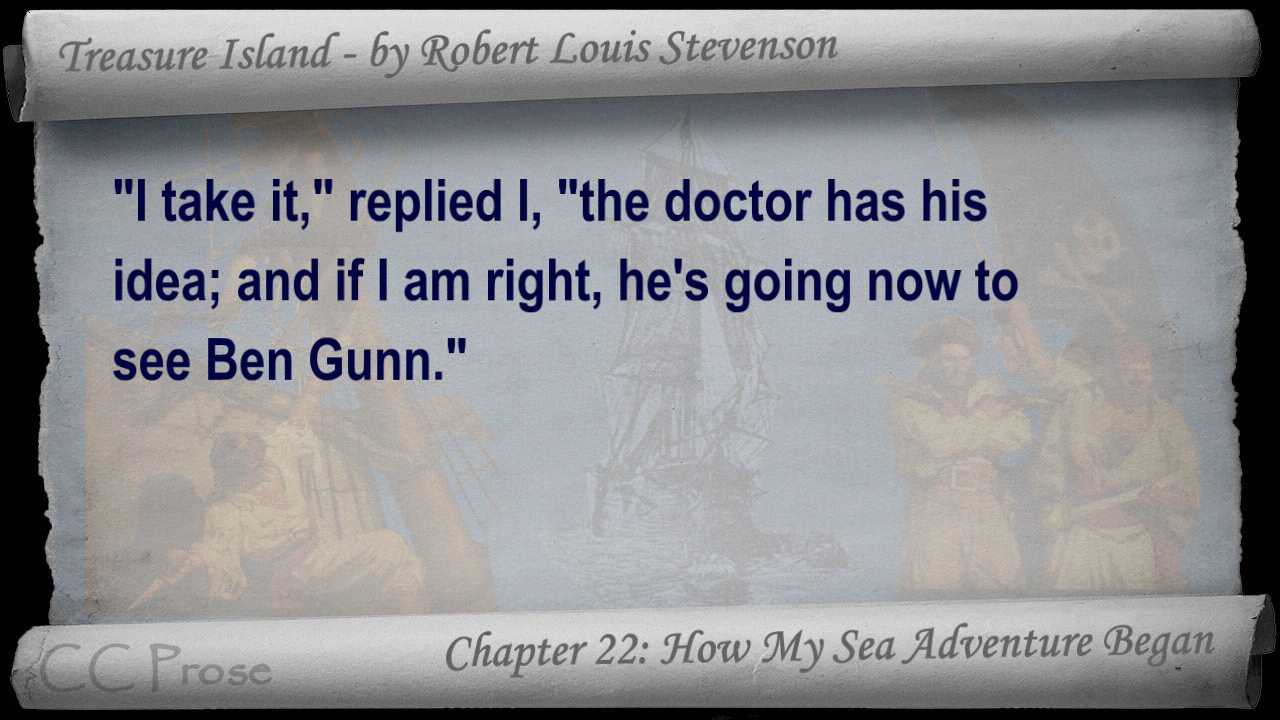 Treasure Island - by Robert Louis Stevenson
"I take it," replied I, "the doctor has his
idea; and if I am right, he's going now to
see Ben Gunn."
Chapter 22: How My Sea Adventure Began
CC Prose